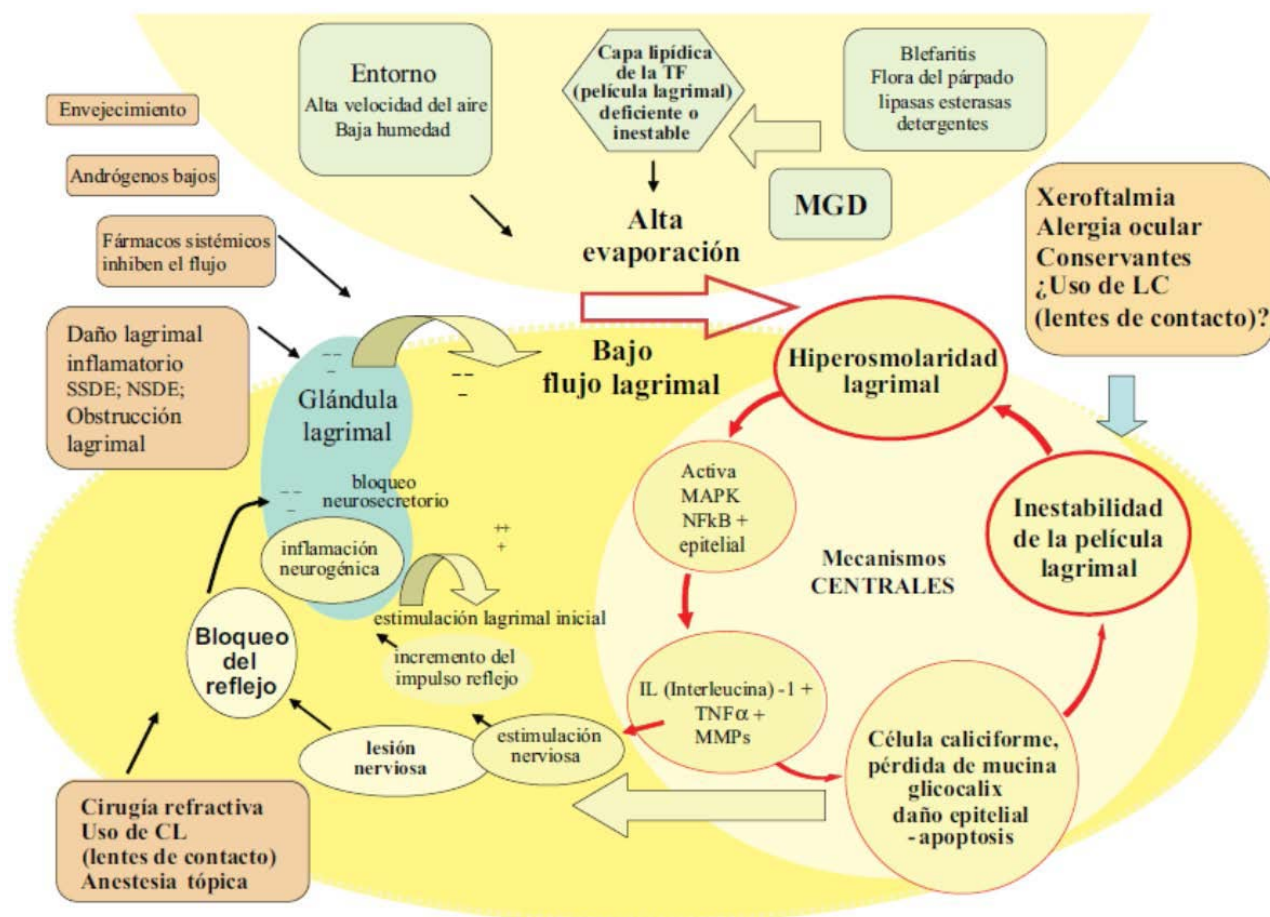 Entorno
Alta velocidad del aire
Baja humedad
Capa lipídica
de la TF
(película lagrimal)
deficiente o
inestable
Blefaritis
Flora del párpado
lipasas esterasas
detergentes
Envejecimiento
Andrógenos bajos
Fármacos sistémicos
inhiben el flujo
MGD
Alta
evaporación
Xeroftalmia
Alergia ocular
Conservantes
¿Uso de LC
(lentes de contacto)?
Daño lagrimal
inflamatorio
SSDE; NSDE;
Obstrucción
lagrimal
-- -
Glándula
lagrimal
-- -
Bajo
flujo lagrimal
Hiperosmolaridad
lagrimal
-- -
bloqueo
neurosecretorio
inflamación
neurogénica
++
+
estimulación lagrimal inicial
incremento del
impulso reflejo
Bloqueo
del
reflejo
lesión
nerviosa
estimulación
nerviosa
Activa
MAPK
NFkB +
epitelial
Mecanismos
CENTRALES
Inestabilidad
de la película
lagrimal
IL (Interleucina) -1 +
TNFα +
MMPs
Célula caliciforme,
pérdida de mucina
glicocalix
daño epitelial
- apoptosis
Cirugía refractiva
Uso de CL
(lentes de contacto)
Anestesia tópica